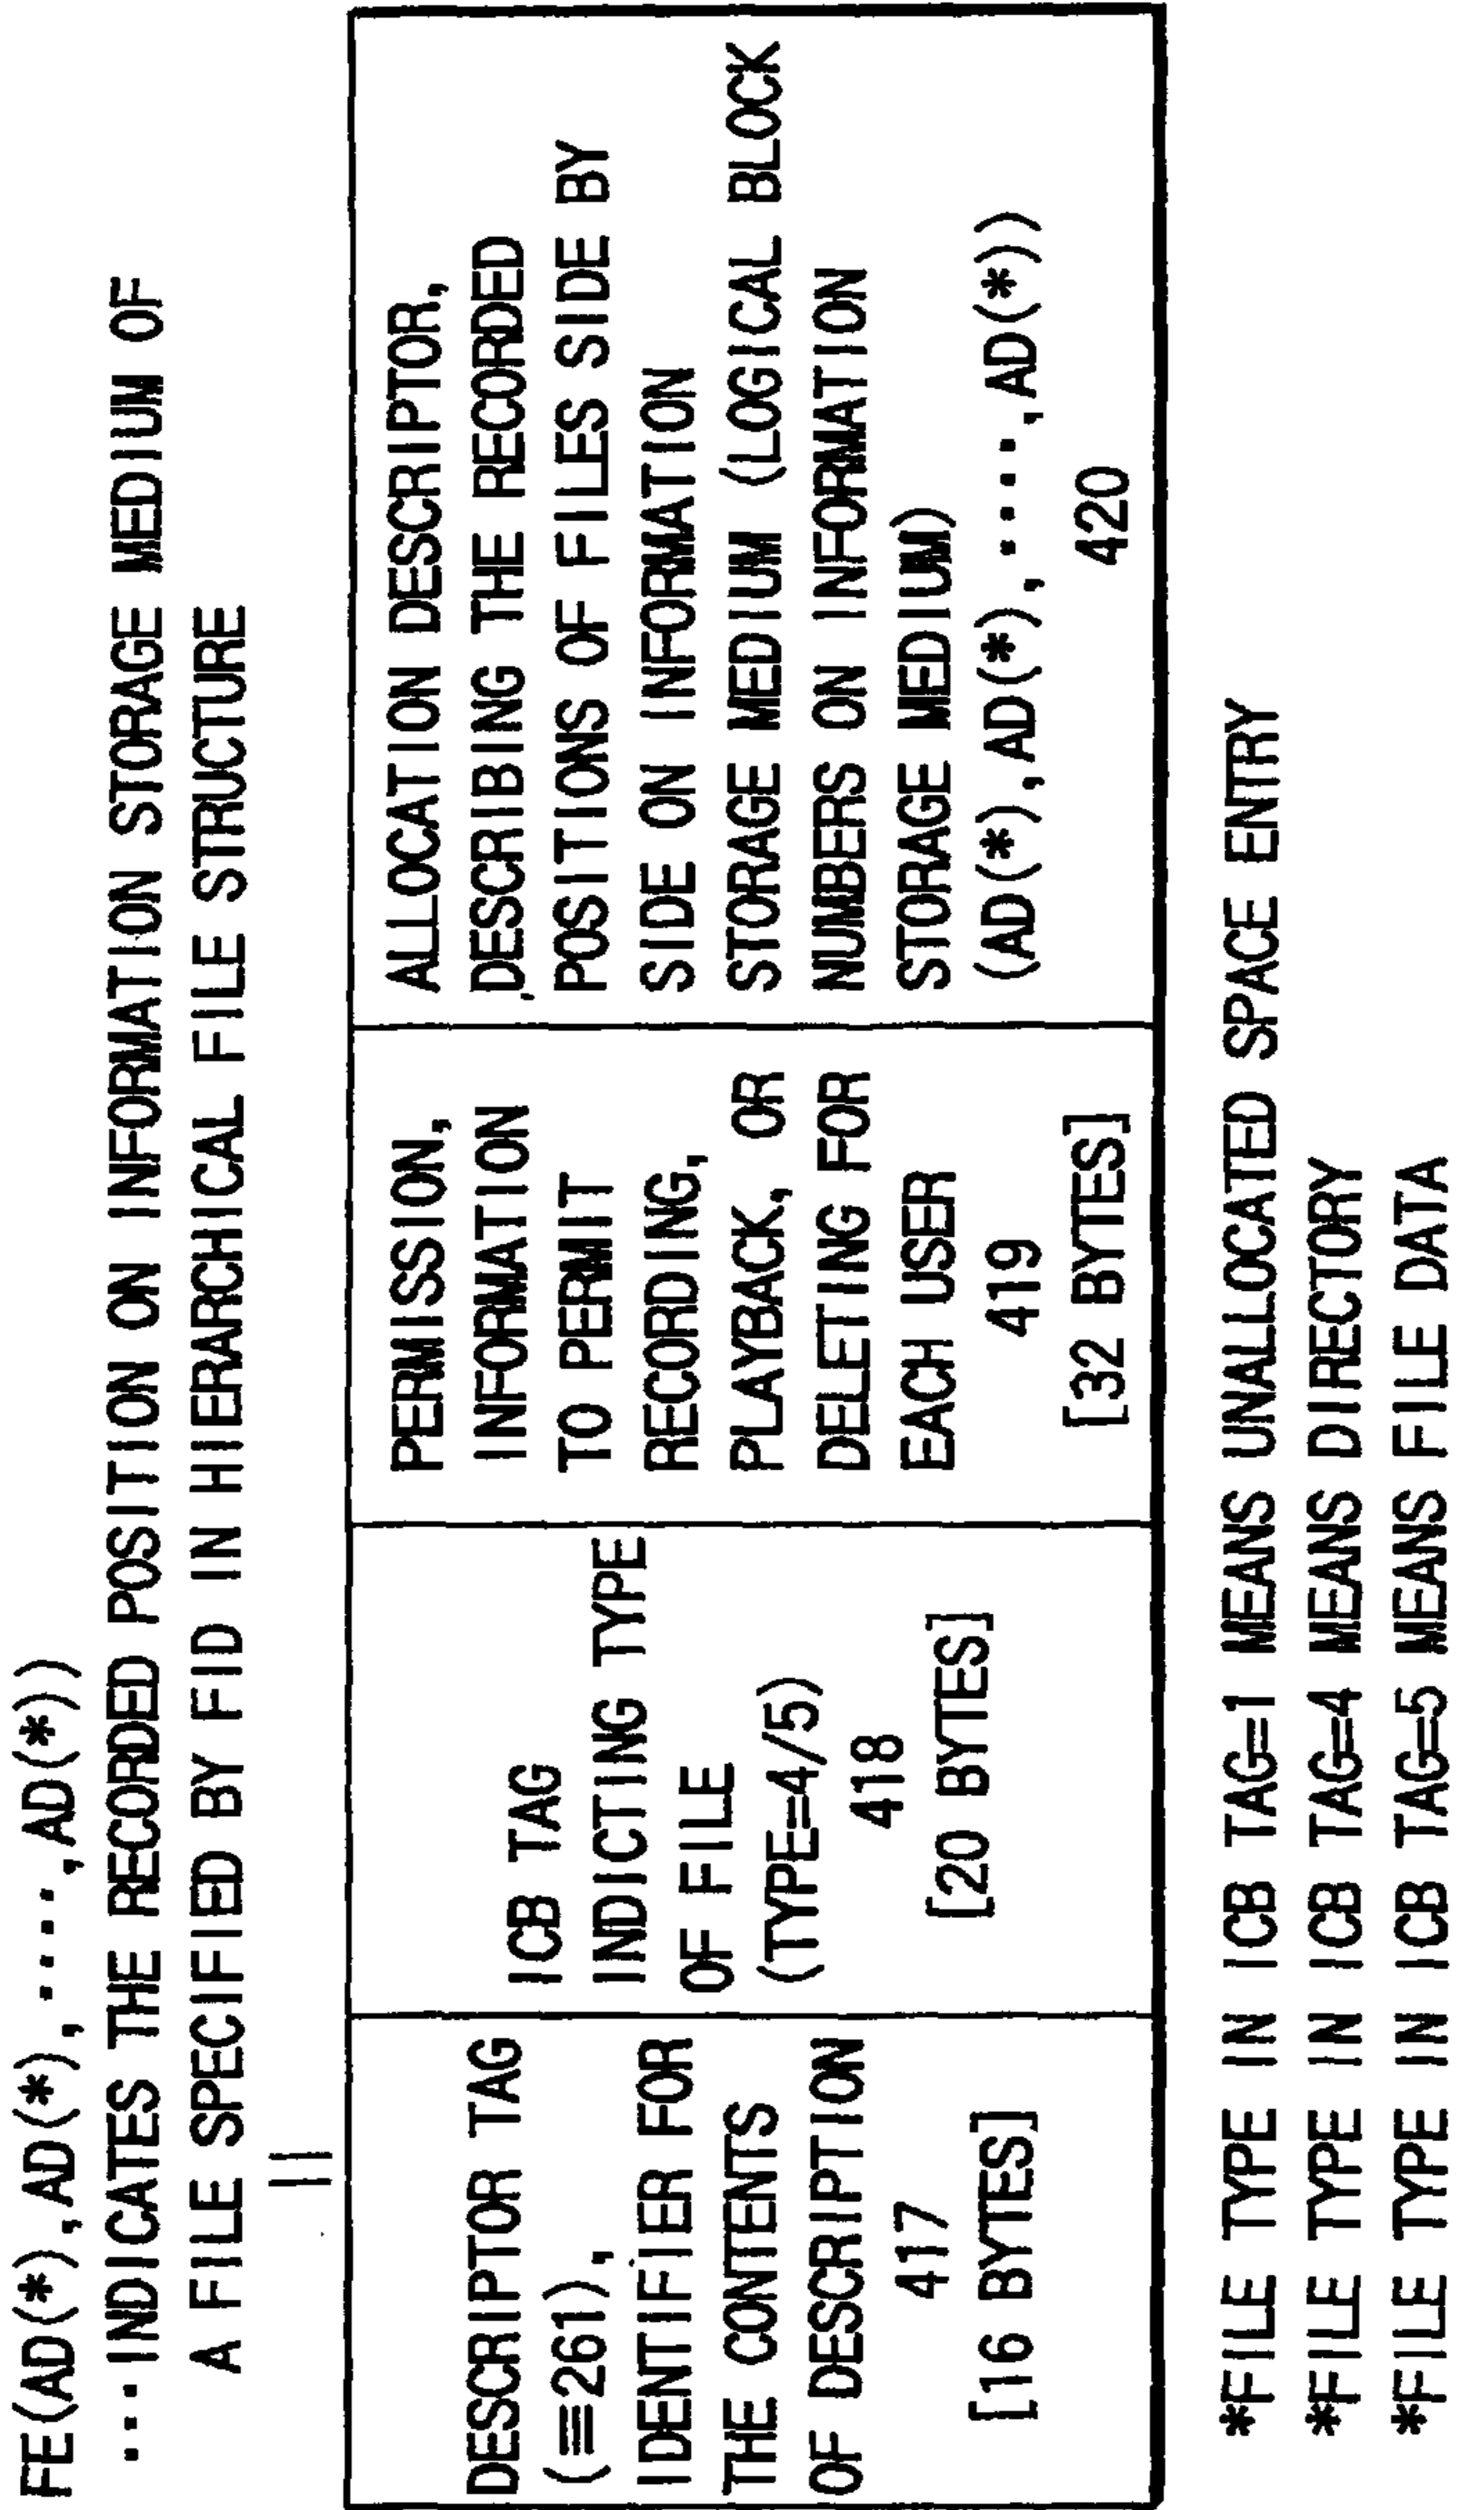 FE(AD(*),AD(*),····,AD(*))
··· INDICATES THE RECORDED POSITION ON INFORMATION STORAGE MEDIUM OF
A FILE SPECIFIED BY FID IN HIERARCHICAL FILE STRUCTURE
DESCRIPTOR TAG
(=261),
IDENTIFIER FOR
THE CONTENTS
OF DESCRIPTION
417
[16 BYTES]
ICB TAG
INDICTING TYPE
OF FILE
(TYPE=4/5)
418
[20 BYTES]
PERMISSION,
INFORMATION
TO PERMIT
RECORDING,
PLAYBACK, OR
DELETING FOR
EACH USER
419
[32 BYTES]
ALLOCATION DESCRIPTOR,
DESCRIBING THE RECORDED
POSITIONS OF FILES SIDE BY
SIDE ON INFORMATION
STORAGE MEDIUM (LOGICAL BLOCK
NUMBERS ON INFORMATION
STORAGE MEDIUM)
(AD(*),AD(*),····,AD(*))
420
*FILE TYPE IN ICB TAG=1 MEANS UNALLOCATED SPACE ENTRY
*FILE TYPE IN ICB TAG=4 MEANS DIRECTORY
*FILE TYPE IN ICB TAG=5 MEANS FILE DATA